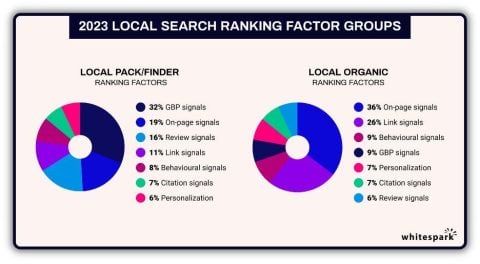 2023 LOCAL SEARCH RANKING FACTOR GROUPS
LOCAL PACK/FINDER
RANKING FACTORS
32% GBP signals
19% On-page signals
16% Review signals
11% Link signals
8% Behavioural signals
7% Citation signals
6% Personalization
LOCAL ORGANIC
RANKING FACTORS
36% On-page signals
26% Link signals
9% Behavioural signals
9% GBP signals
7% Personalization
7% Citation signals
6% Review signals
whitespark